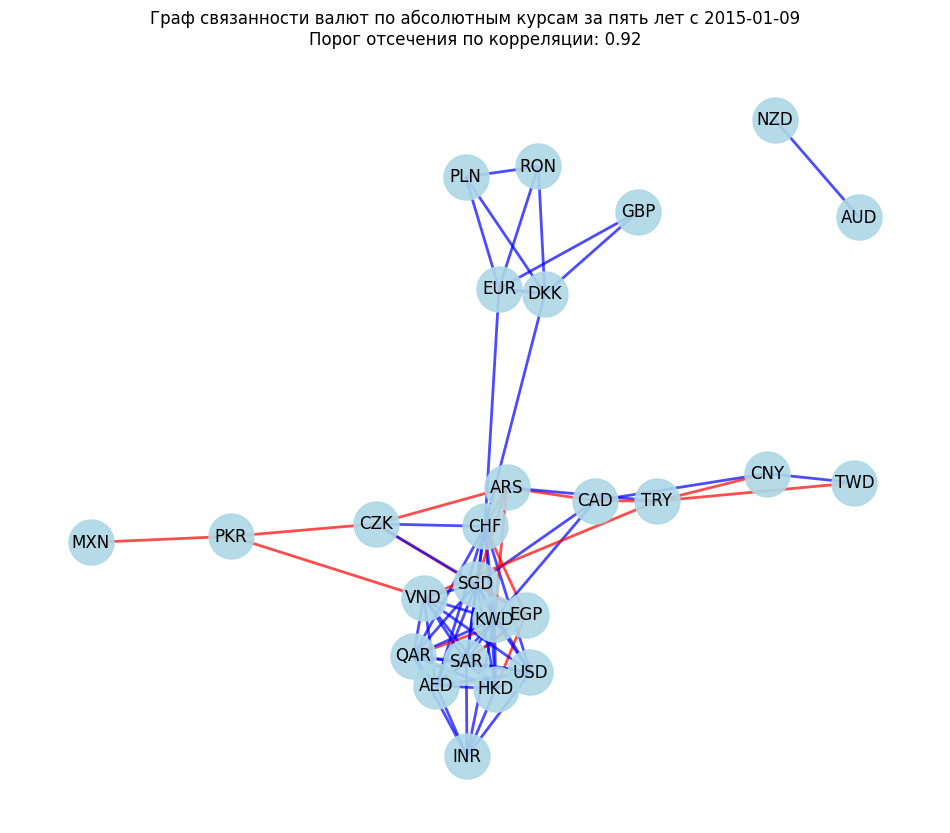 Граф связанности валют по абсолютным курсам за пять лет с 2015-01-09
Порог отсечения по корреляции: 0.92
NZD
RON
PLN
GBP
AUD
EUR
DKK
CNY
TWD
ARS
CAD
TRY
CZK
CHF
PKR
MXN
SGD
VND
EGP
KWD
QAR
SAR
USD
AED
HKD
INR